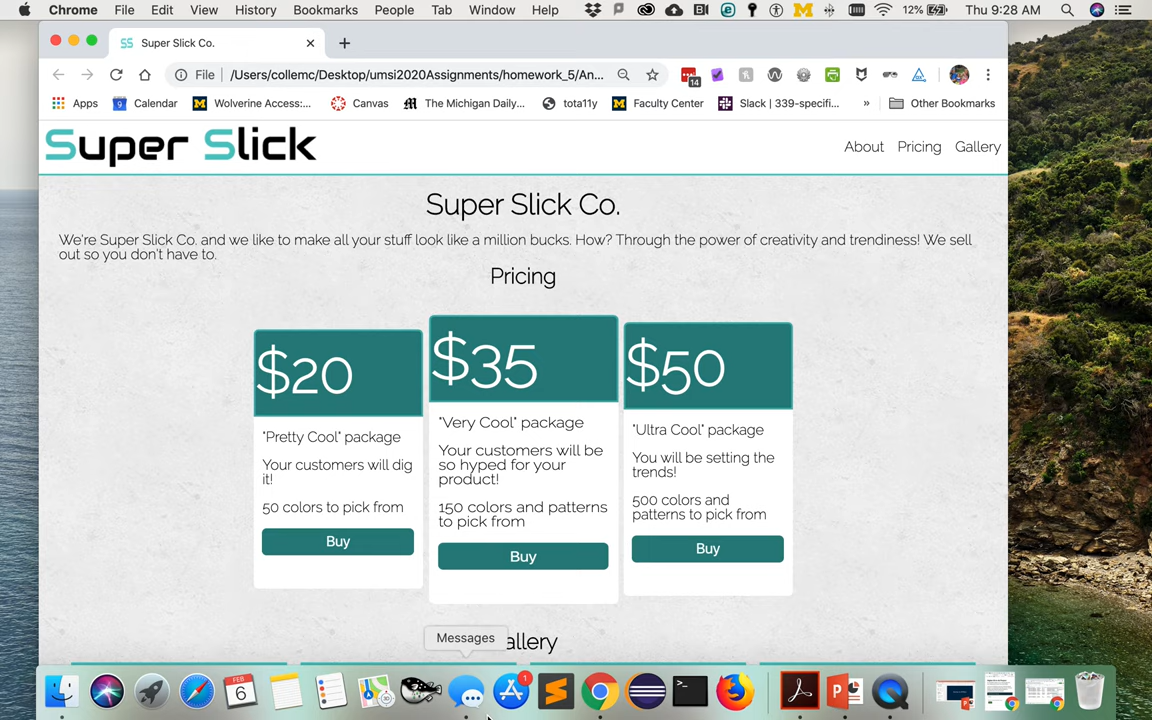 Chrome File Edit View History Bookmarks People Tab Window Help 12% Thu 9:28 AM
SS Super Slick Co.
File /Users/collemc/Desktop/umsi2020Assignments/homework_5/An... 14
Apps 9 Calendar Wolverine Access:... Canvas The Michigan Daily... tota11y Faculty Center Slack | 339-specifi... » Other Bookmarks
Super Slick
About Pricing Gallery
Super Slick Co.
We're Super Slick Co. and we like to make all your stuff look like a million bucks. How? Through the power of creativity and trendiness! We sell
out so you don't have to.
Pricing
$20
"Pretty Cool" package
Your customers will dig
it!
50 colors to pick from
Buy
$35
"Very Cool" package
Your customers will be
so hyped for your
product!
150 colors and patterns
to pick from
Buy
$50
"Ultra Cool" package
You will be setting the
trends!
500 colors and
patterns to pick from
Buy
Messages
allery
FEB
6
1